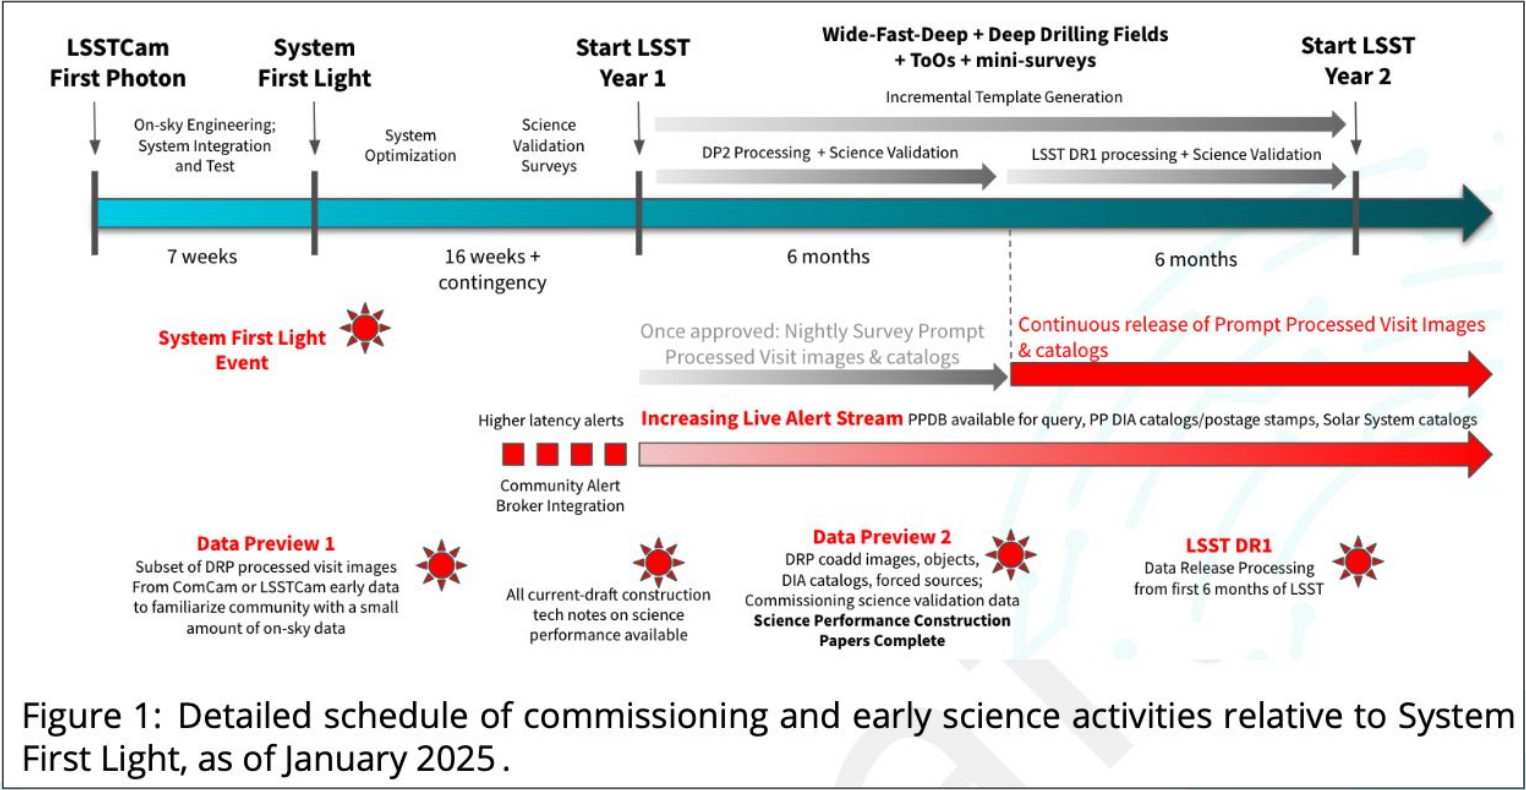 LSSTCam
First Photon
System
First Light
Start LSST
Year 1
Wide-Fast-Deep + Deep Drilling Fields
+ ToOs + mini-surveys
Start LSST
Year 2
Incremental Template Generation
On-sky Engineering;
System Integration
and Test
System
Optimization
Science
Validation
Surveys
DP2 Processing + Science Validation
LSST DR1 processing + Science Validation
7 weeks
16 weeks +
contingency
6 months
6 months
System First Light
Event
Once approved: Nightly Survey Prompt
Processed Visit images & catalogs
Continuous release of Prompt Processed Visit Images
& catalogs
Higher latency alerts
Increasing Live Alert Stream PPDB available for query, PP DIA catalogs/postage stamps, Solar System catalogs
Community Alert
Broker Integration
Data Preview 1
Subset of DRP processed visit images
From ComCam or LSSTCam early data
to familiarize community with a small
amount of on-sky data
All current-draft construction
tech notes on science
performance available
Data Preview 2
DRP coadd images, objects,
DIA catalogs, forced sources;
Commissioning science validation data
Science Performance Construction
Papers Complete
LSST DR1
Data Release Processing
from first 6 months of LSST
Figure 1: Detailed schedule of commissioning and early science activities relative to System
First Light, as of January 2025.